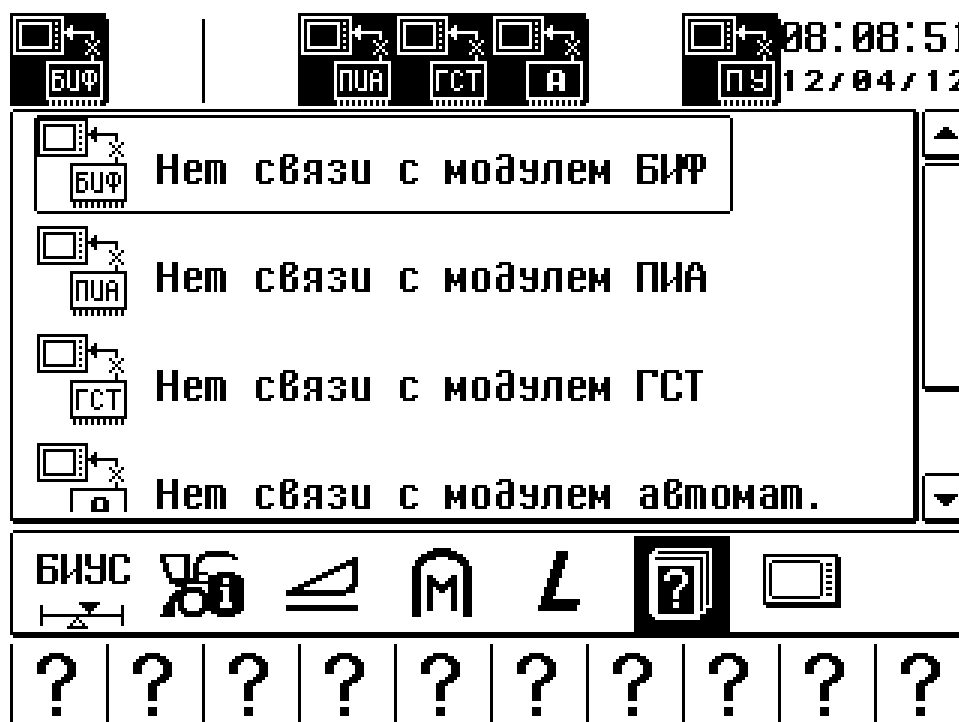 БИФ ПИА ГСТ А ПУ 08:08:51
12/04/12
БИФ Нет связи с модулем БИФ
ПИА Нет связи с модулем ПИА
ГСТ Нет связи с модулем ГСТ
А Нет связи с модулем автомат.
БИУС i М L ?
? ? ? ? ? ? ? ? ? ?